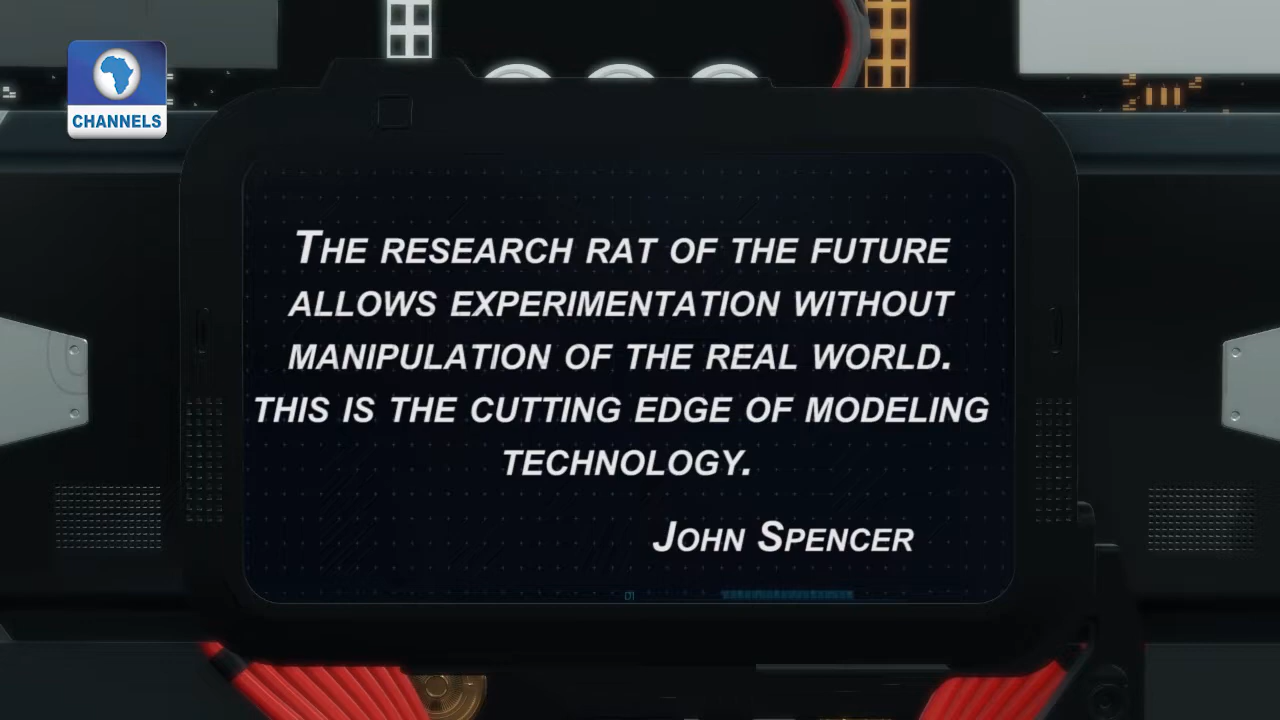 CHANNELS
THE RESEARCH RAT OF THE FUTURE
ALLOWS EXPERIMENTATION WITHOUT
MANIPULATION OF THE REAL WORLD.
THIS IS THE CUTTING EDGE OF MODELING
TECHNOLOGY.
JOHN SPENCER